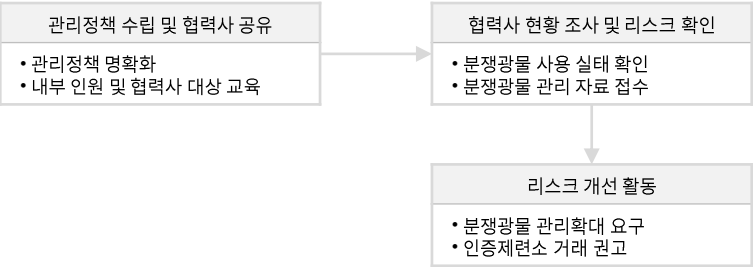 관리정책 수립 및 협력사 공유
• 관리정책 명확화
• 내부 인원 및 협력사 대상 교육
협력사 현황 조사 및 리스크 확인
• 분쟁광물 사용 실태 확인
• 분쟁광물 관리 자료 접수
리스크 개선 활동
• 분쟁광물 관리확대 요구
• 인증제련소 거래 권고